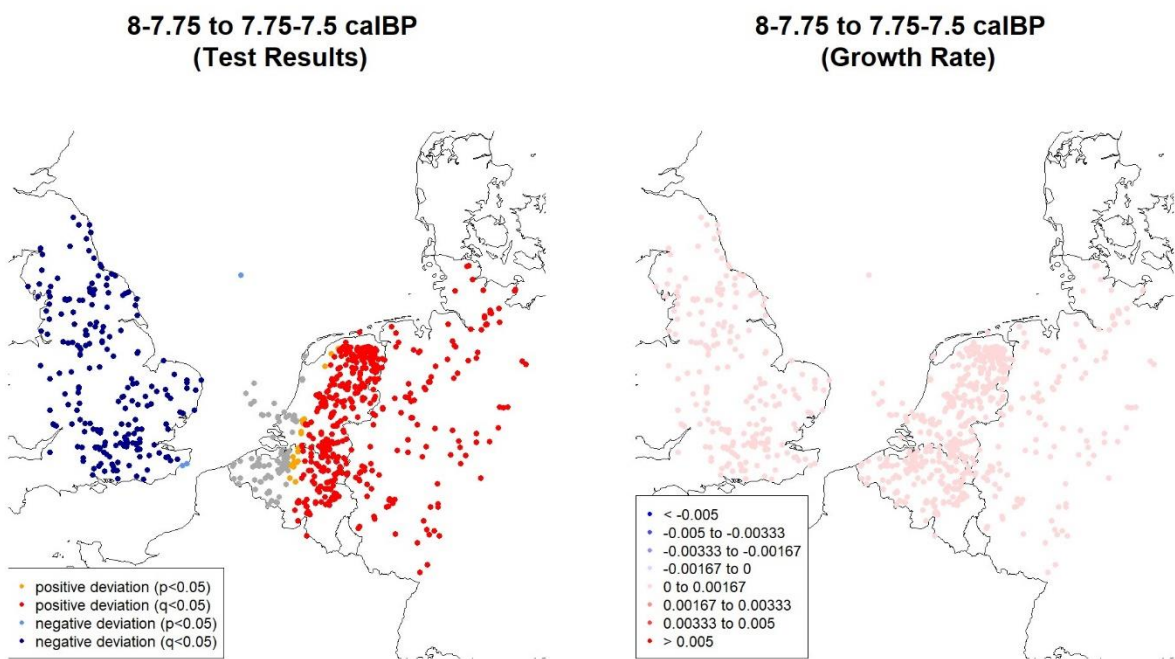 8-7.75 to 7.75-7.5 calBP
(Test Results)
positive deviation (p<0.05)
positive deviation (q<0.05)
negative deviation (p<0.05)
negative deviation (q<0.05)
8-7.75 to 7.75-7.5 calBP
(Growth Rate)
< -0.005
-0.005 to -0.00333
-0.00333 to -0.00167
-0.00167 to 0
0 to 0.00167
0.00167 to 0.00333
0.00333 to 0.005
> 0.005